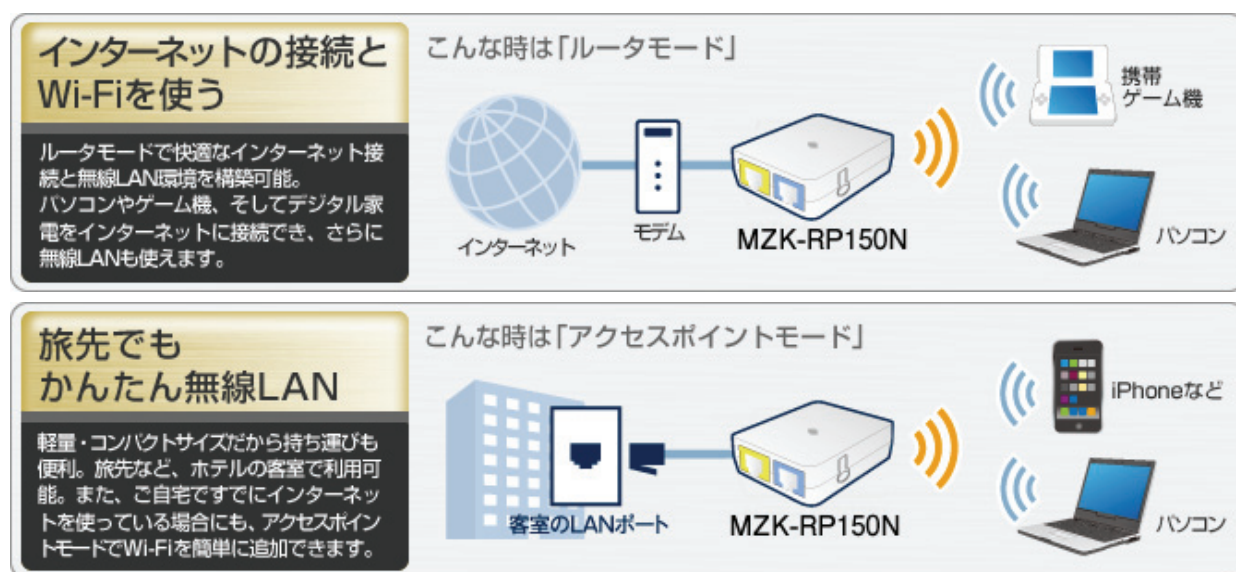 インターネットの接続と
Wi-Fiを使う
ルータモードで快適なインターネット接
続と無線LAN環境を構築可能。
パソコンやゲーム機、そしてデジタル家
電をインターネットに接続でき、さらに
無線LANも使えます。
こんな時は「ルータモード」
インターネット
モデム
MZK-RP150N
携帯
ゲーム機
パソコン
旅先でも
かんたん無線LAN
軽量・コンパクトサイズだから持ち運びも
便利。旅先など、ホテルの客室で利用可
能。また、ご自宅ですでにインターネッ
トを使っている場合にも、アクセスポイン
トモードでWi-Fiを簡単に追加できます。
こんな時は「アクセスポイントモード」
客室のLANポート
MZK-RP150N
iPhoneなど
パソコン